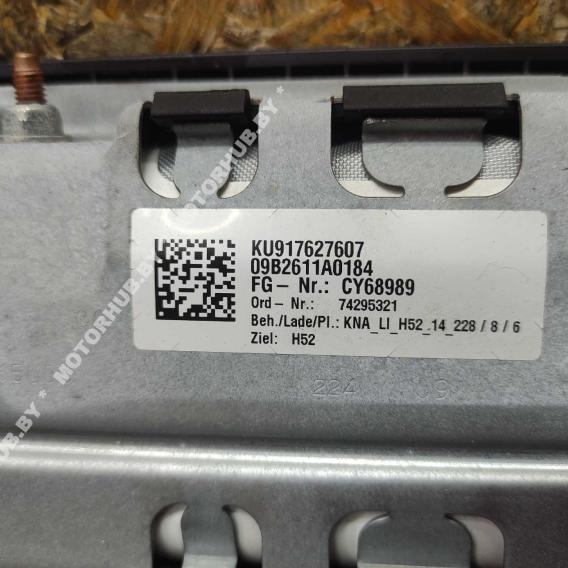 KU917627607
09B2611A0184
FG - Nr.: CY68989
Ord - Nr.: 74295321
Beh./Lade/Pl.: KNA_LI_H52_14_228 / 8 / 6
Ziel: H52
224
MOTORHUB.BY * MOTORHUB.BY *